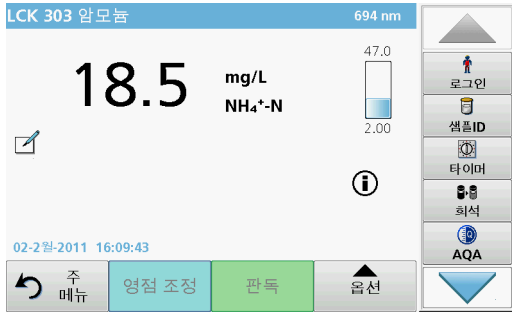 LCK 303 암모늄 694 nm
47.0
18.5 mg/L
NH₄⁺-N
2.00
02-2월-2011 16:09:43
주
메뉴
영점 조정
판독
옵션
로그인
샘플ID
타이머
희석
AQA